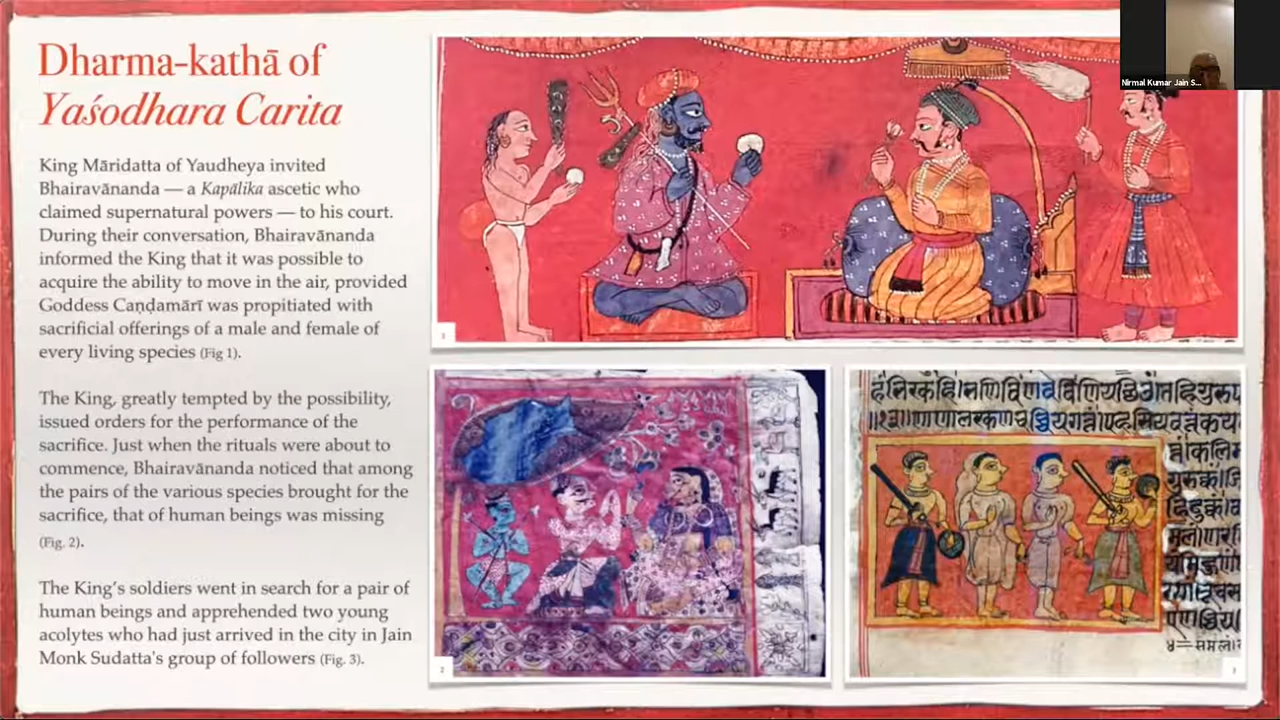 Dharma-kathā of
Yaśodhara Carita
King Māridatta of Yaudheya invited
Bhairavānanda — a Kapālika ascetic who
claimed supernatural powers — to his court.
During their conversation, Bhairavānanda
informed the King that it was possible to
acquire the ability to move in the air, provided
Goddess Caṇḍamārī was propitiated with
sacrificial offerings of a male and female of
every living species (Fig 1).
The King, greatly tempted by the possibility,
issued orders for the performance of the
sacrifice. Just when the rituals were about to
commence, Bhairavānanda noticed that among
the pairs of the various species brought for the
sacrifice, that of human beings was missing
(Fig. 2).
The King's soldiers went in search for a pair of
human beings and apprehended two young
acolytes who had just arrived in the city in Jain
Monk Sudatta's group of followers (Fig. 3).
Nirmal Kumar Jain S...
1
2
3